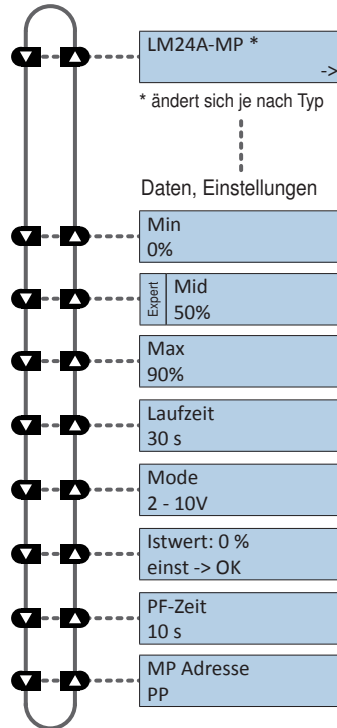 LM24A-MP *
->
* ändert sich je nach Typ
Daten, Einstellungen
Min
0%
Expert
Mid
50%
Max
90%
Laufzeit
30 s
Mode
2 - 10V
Istwert: 0 %
einst -> OK
PF-Zeit
10 s
MP Adresse
PP